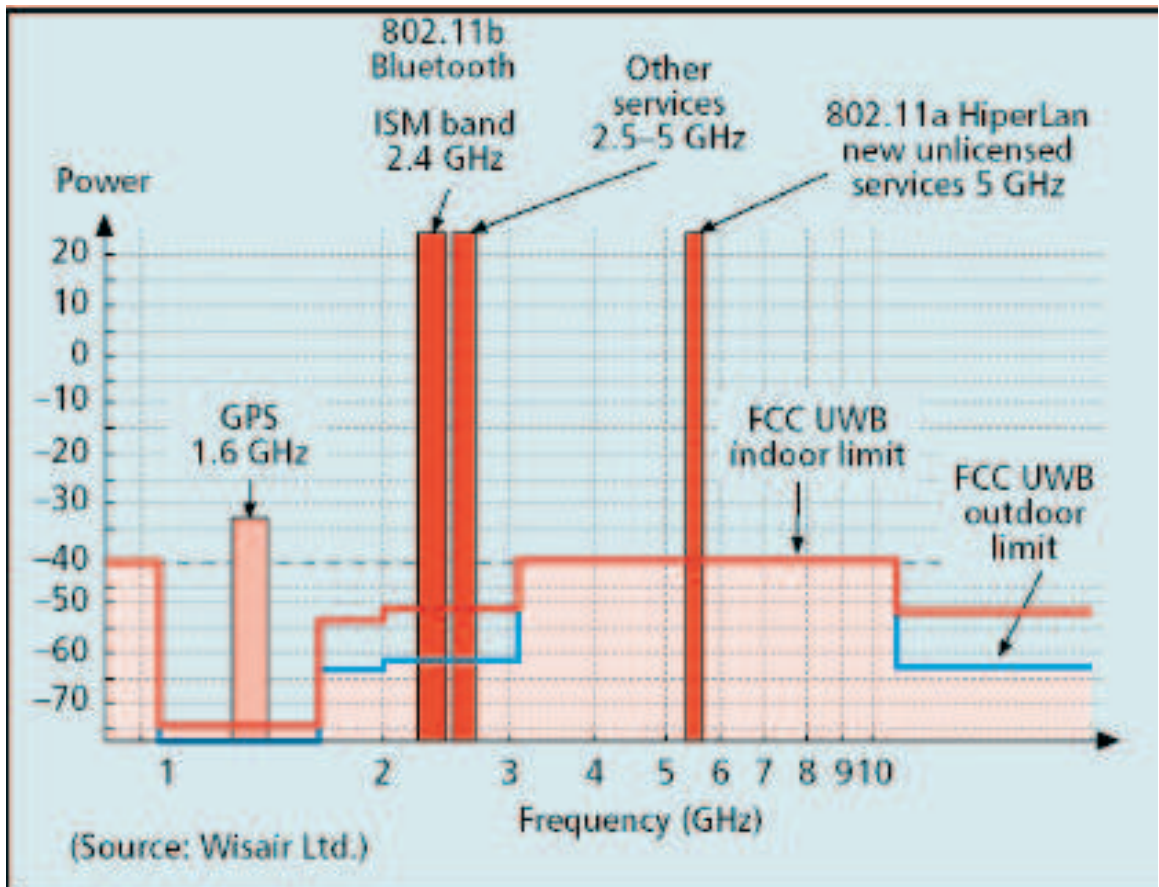 802.11b
Bluetooth
ISM band
2.4 GHz
Other
services
2.5–5 GHz
802.11a HiperLan
new unlicensed
services 5 GHz
Power
20
10
0
–10
–20
–30
–40
–50
–60
–70
GPS
1.6 GHz
FCC UWB
indoor limit
FCC UWB
outdoor
limit
1 2 3 4 5 6 7 8 9 10
Frequency (GHz)
(Source: Wisair Ltd.)